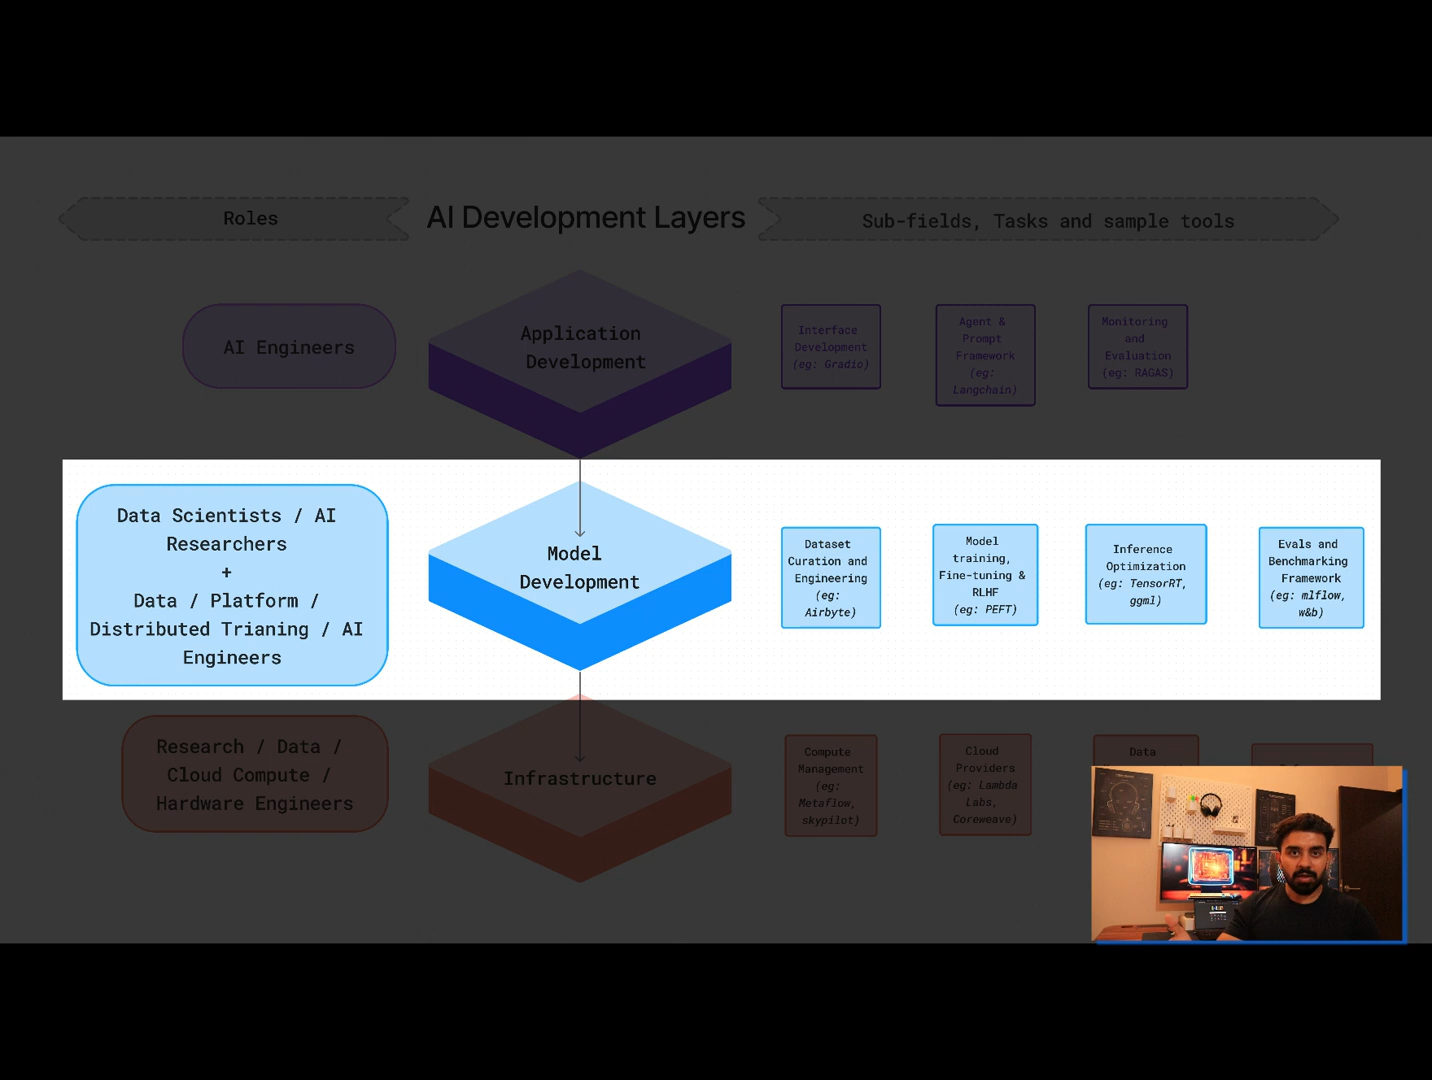 Roles
AI Development Layers
Sub-fields, Tasks and sample tools
AI Engineers
Application
Development
Interface
Development
(eg: Gradio)
Agent &
Prompt
Framework
(eg:
Langchain)
Monitoring
and
Evaluation
(eg: RAGAS)
Data Scientists / AI
Researchers
+
Data / Platform /
Distributed Trianing / AI
Engineers
Model
Development
Dataset
Curation and
Engineering
(eg:
Airbyte)
Model
training,
Fine-tuning &
RLHF
(eg: PEFT)
Inference
Optimization
(eg: TensorRT,
ggml)
Evals and
Benchmarking
Framework
(eg: mlflow,
w&b)
Research / Data /
Cloud Compute /
Hardware Engineers
Infrastructure
Compute
Management
(eg:
Metaflow,
skypilot)
Cloud
Providers
(eg: Lambda
Labs,
Coreweave)
Data